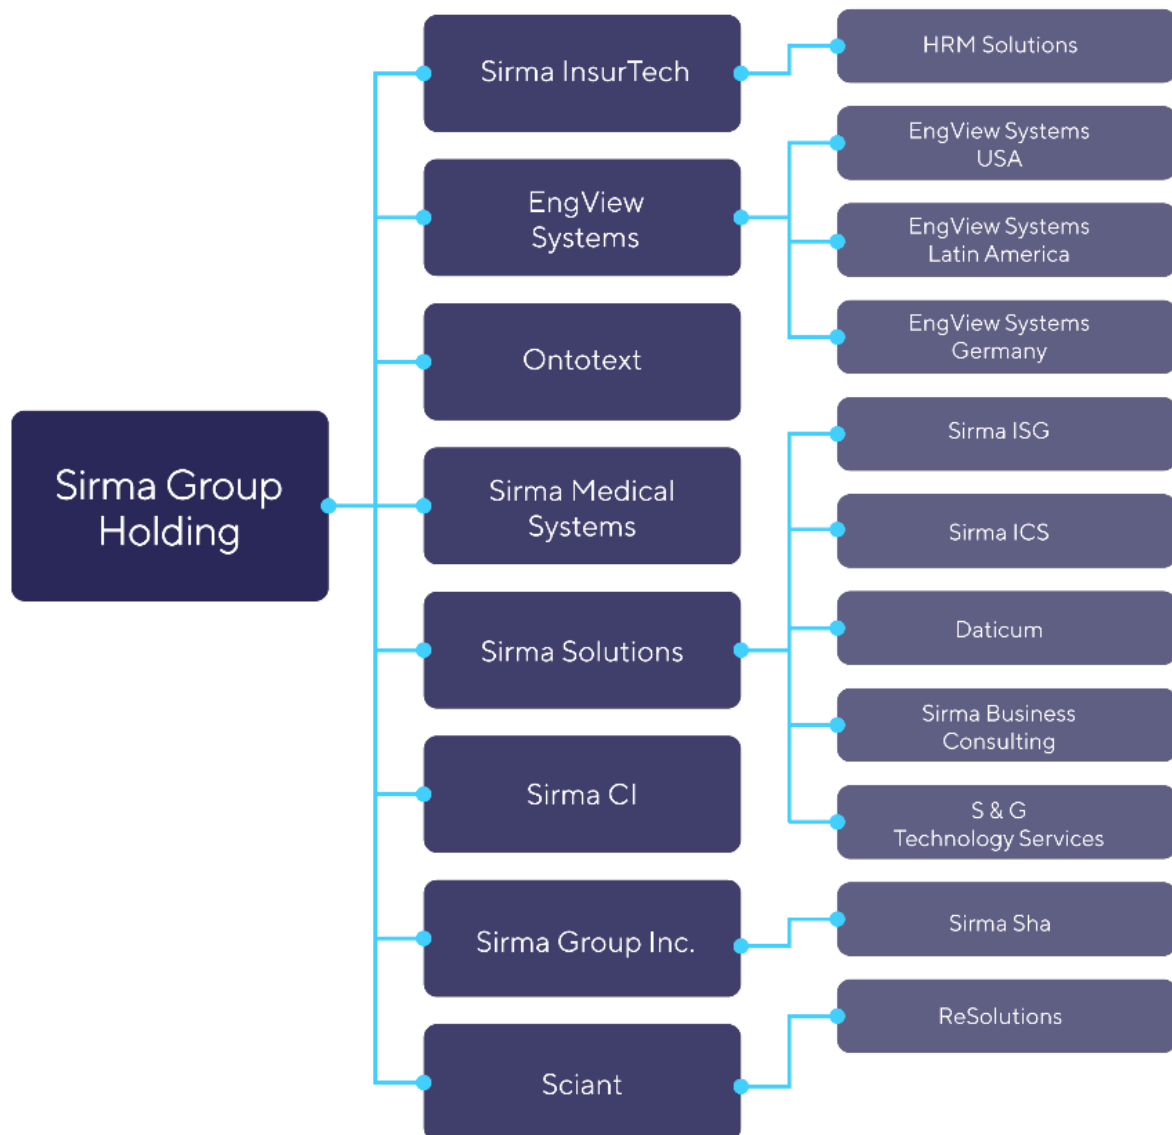 Sirma Group
Holding
Sirma InsurTech
EngView
Systems
Ontotext
Sirma Medical
Systems
Sirma Solutions
Sirma CI
Sirma Group Inc.
Sciant
HRM Solutions
EngView Systems
USA
EngView Systems
Latin America
EngView Systems
Germany
Sirma ISG
Sirma ICS
Daticum
Sirma Business
Consulting
S & G
Technology Services
Sirma Sha
ReSolutions